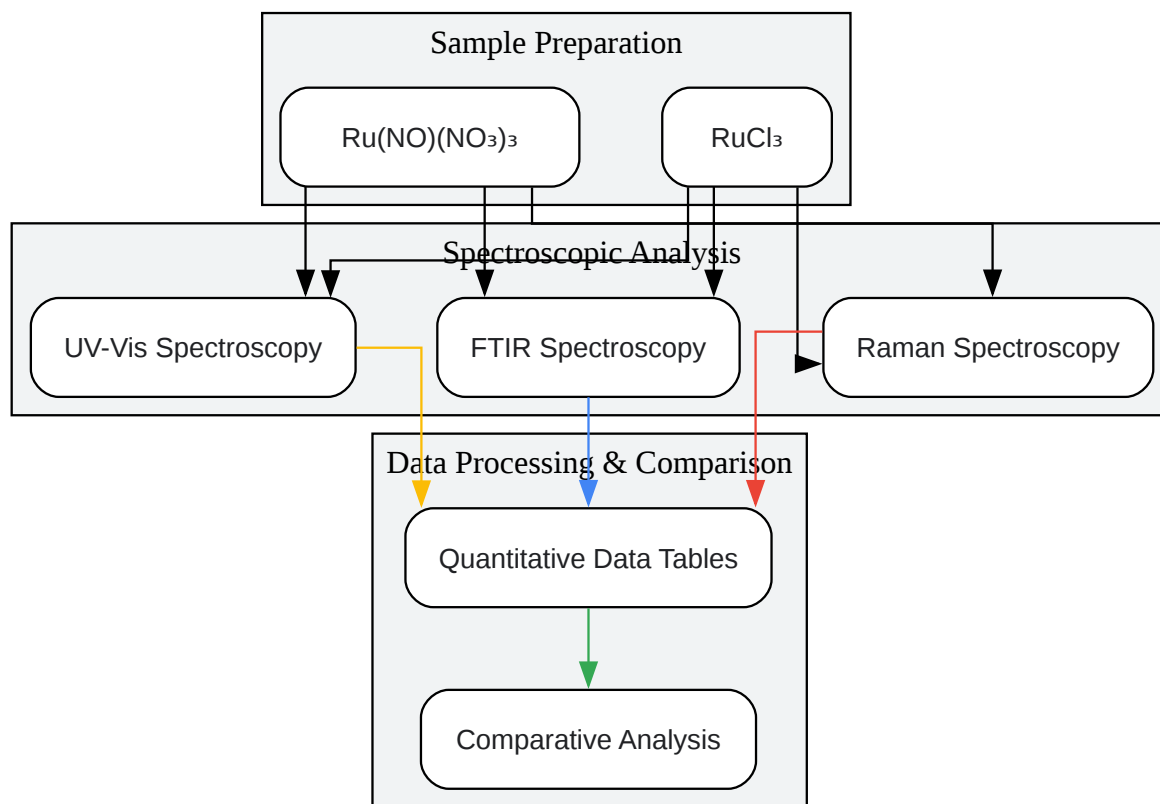 Sample Preparation
Ru(NO)(NO₃)₃
RuCl₃
Spectroscopic Analysis
UV-Vis Spectroscopy
FTIR Spectroscopy
Raman Spectroscopy
Data Processing & Comparison
Quantitative Data Tables
Comparative Analysis